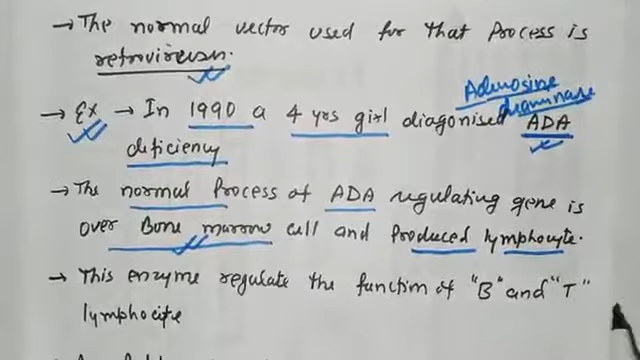 → The normal vector used for that Process is
retrovirus.
→ Ex → In 1990 a 4 yrs girl diagonised ADA
Adenosine
deaminase
deficiency
→ The normal Process of ADA regulating gene is
over Bone marrow cell and Produced lymphocyte.
→ This enzyme regulate the function of "B" and "T"
lymphocite